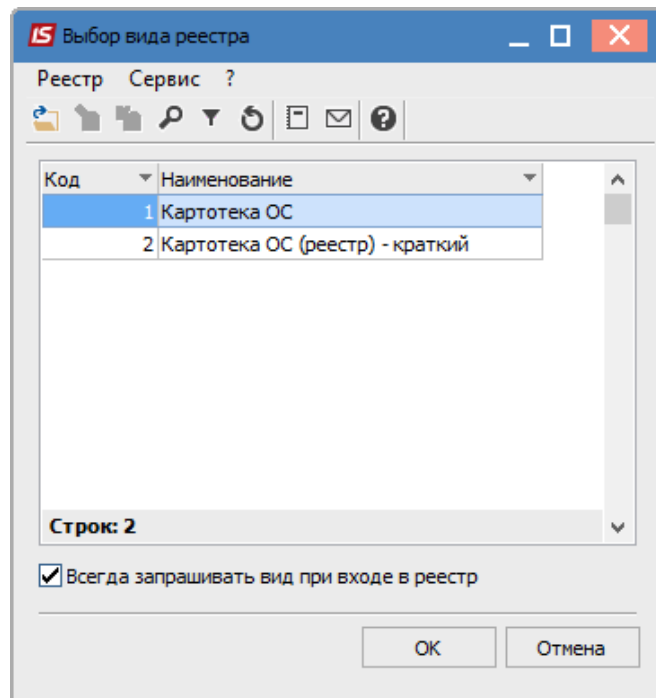 IS Выбор вида реестра
Реестр Сервис ?
Код Наименование
1 Картотека ОС
2 Картотека ОС (реестр) - краткий
Строк: 2
Всегда запрашивать вид при входе в реестр
ОК Отмена